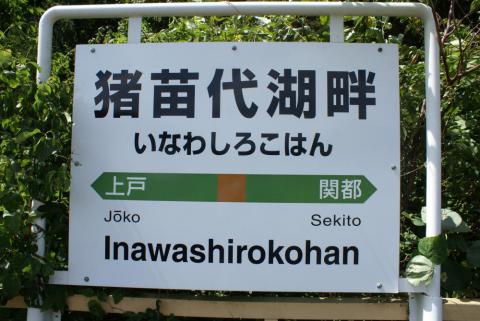 猪苗代湖畔
いなわしろこはん
上戸 関都
Jōko Sekito
Inawashirokohan